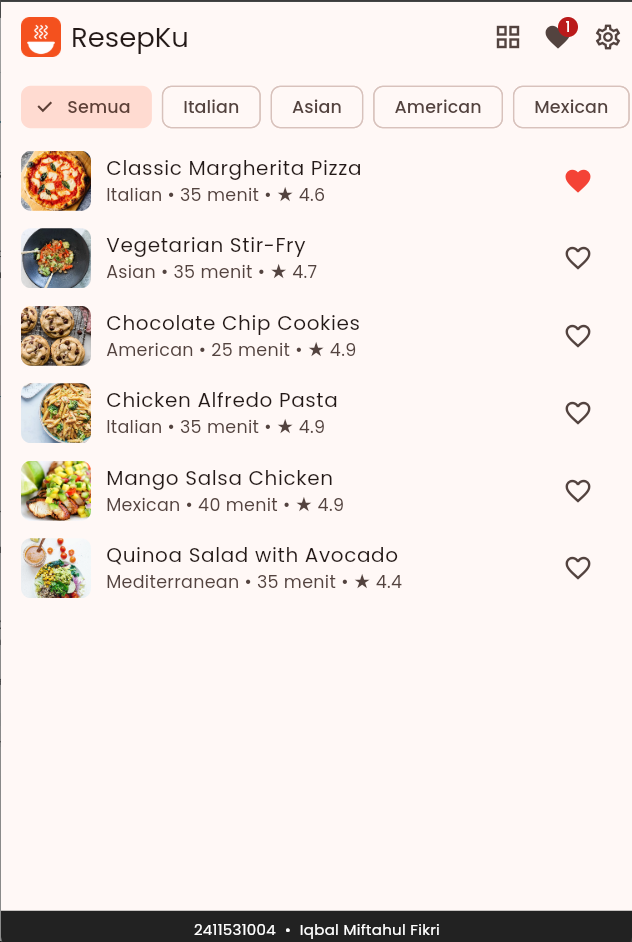 ResepKu
1
Semua
Italian
Asian
American
Mexican
Classic Margherita Pizza
Italian • 35 menit • ★ 4.6
Vegetarian Stir-Fry
Asian • 35 menit • ★ 4.7
Chocolate Chip Cookies
American • 25 menit • ★ 4.9
Chicken Alfredo Pasta
Italian • 35 menit • ★ 4.9
Mango Salsa Chicken
Mexican • 40 menit • ★ 4.9
Quinoa Salad with Avocado
Mediterranean • 35 menit • ★ 4.4
2411531004 • Iqbal Miftahul Fikri